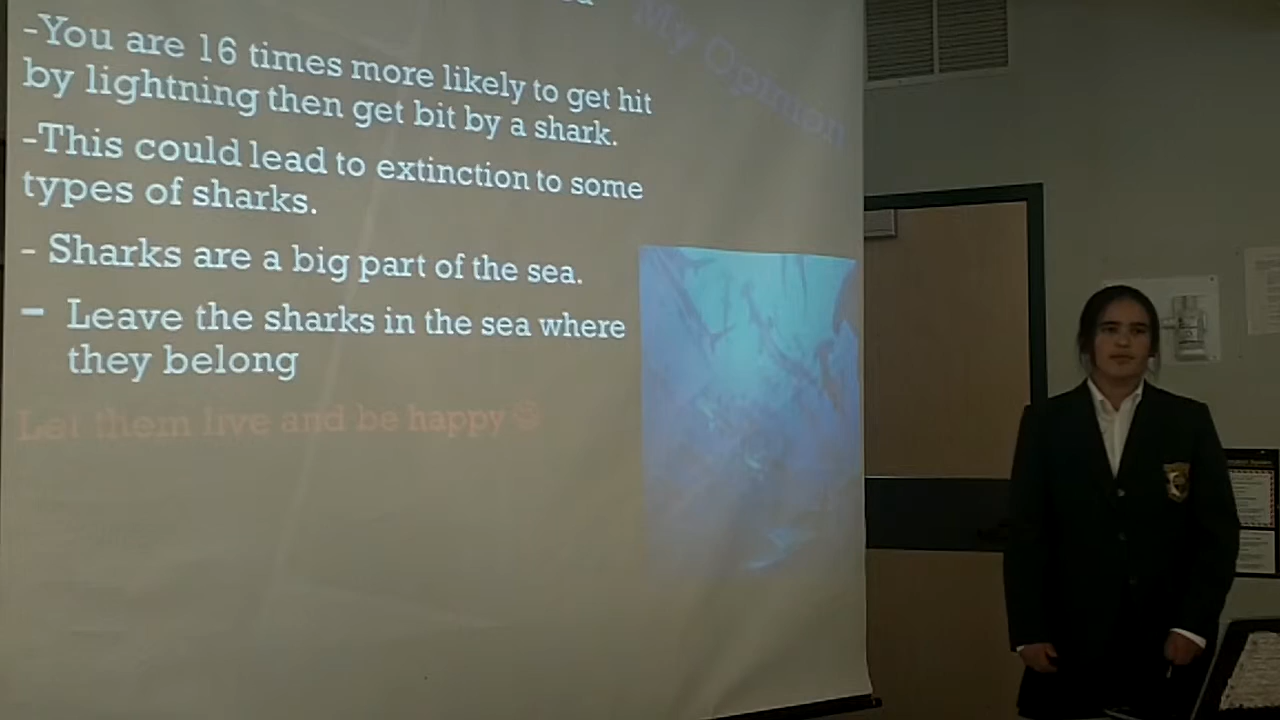 My Opinion
-You are 16 times more likely to get hit
by lightning then get bit by a shark.
-This could lead to extinction to some
types of sharks.
- Sharks are a big part of the sea.
- Leave the sharks in the sea where
they belong
Let them live and be happy☺